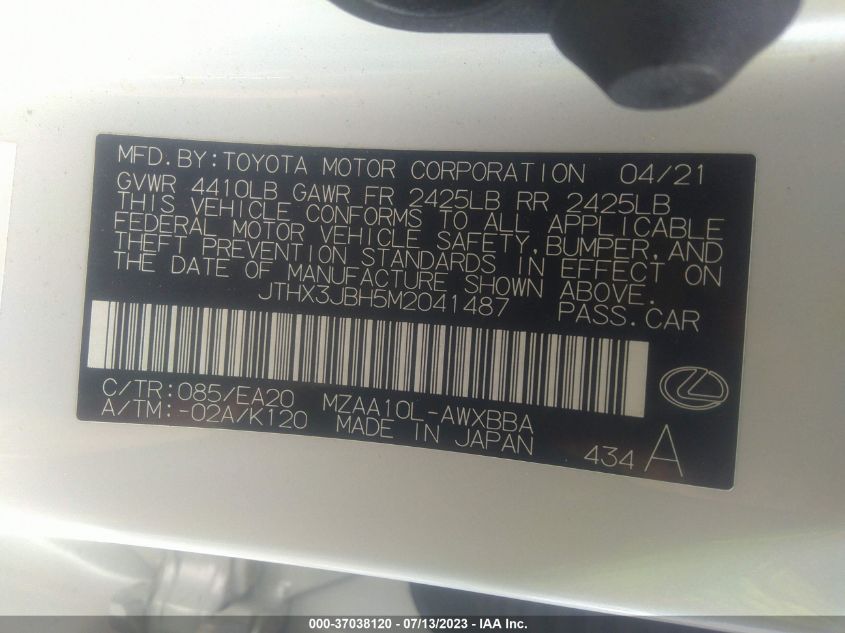 MFD.BY:TOYOTA MOTOR CORPORATION 04/21
GVWR 4410LB GAWR FR 2425LB RR 2425LB
THIS VEHICLE CONFORMS TO ALL APPLICABLE
FEDERAL MOTOR VEHICLE SAFETY,BUMPER,AND
THEFT PREVENTION STANDARDS IN EFFECT ON
THE DATE OF MANUFACTURE SHOWN ABOVE.
JTHX3JBH5M2041487 PASS.CAR
C/TR:085/EA20 MZAA10L-AWXBBA
A/TM:-02A/K120 MADE IN JAPAN
434 A
000-37038120 - 07/13/2023 - IAA Inc.